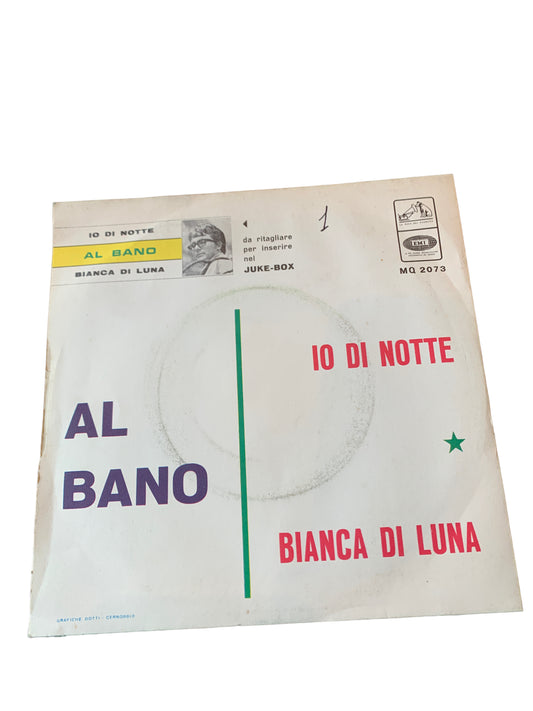 IO DI NOTTE
AL BANO
BIANCA DI LUNA
da ritagliare
per inserire
nel
JUKE-BOX
1
EMI
MQ 2073
IO DI NOTTE
AL
BANO
BIANCA DI LUNA
GRAFICHE DOTTI - CERNOBBIO